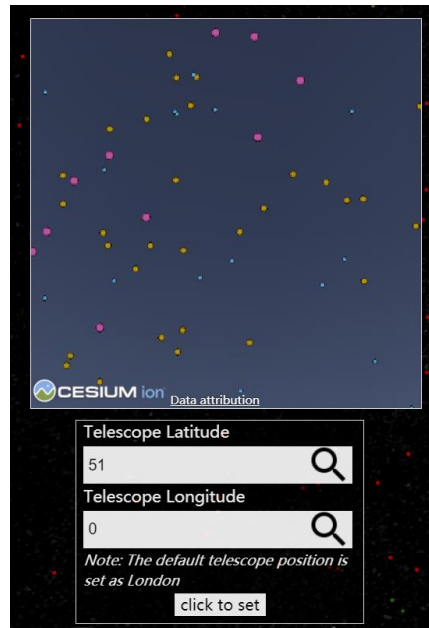 CESIUM ion
Data attribution
Telescope Latitude
51
Telescope Longitude
0
Note: The default telescope position is
set as London
click to set